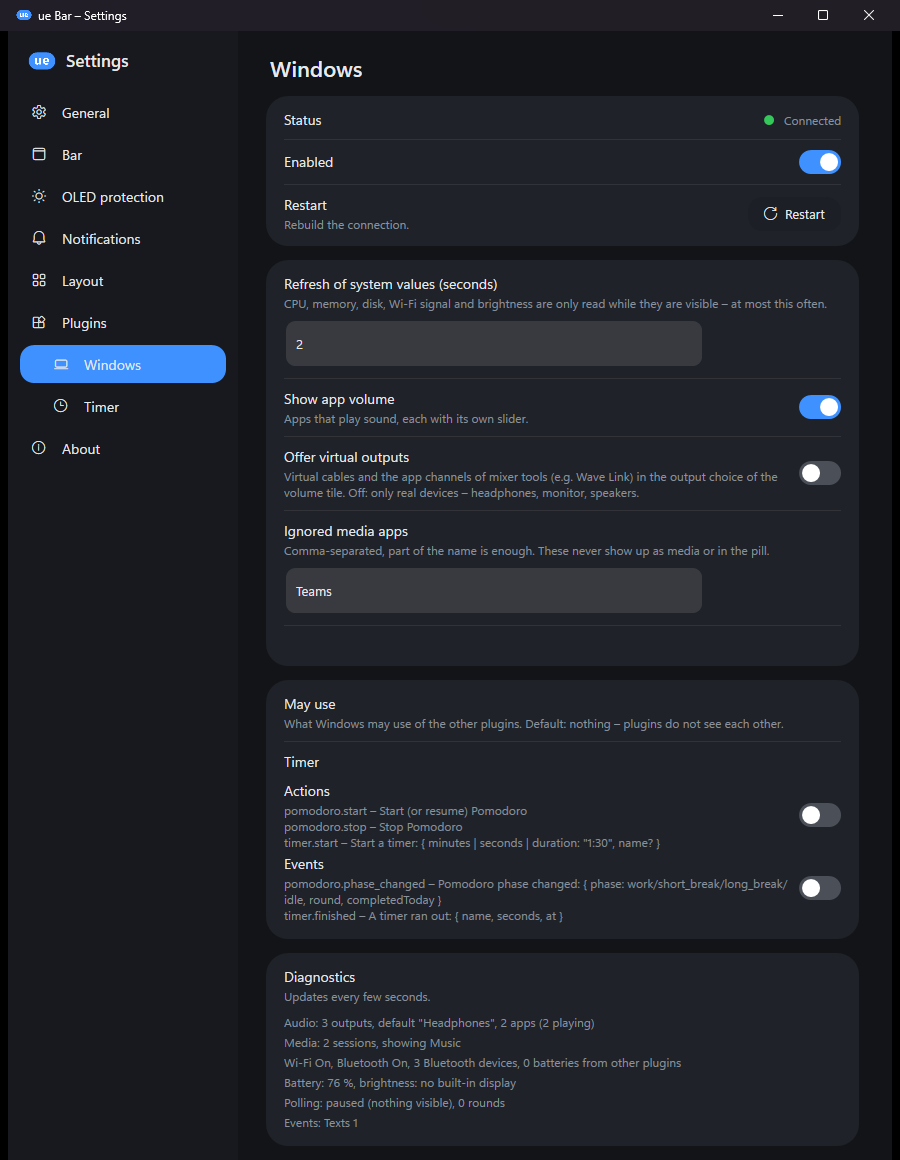 ue ue Bar – Settings
ue Settings
General
Bar
OLED protection
Notifications
Layout
Plugins
Windows
Timer
About
Windows
Status
Connected
Enabled
Restart
Rebuild the connection.
Restart
Refresh of system values (seconds)
CPU, memory, disk, Wi-Fi signal and brightness are only read while they are visible – at most this often.
2
Show app volume
Apps that play sound, each with its own slider.
Offer virtual outputs
Virtual cables and the app channels of mixer tools (e.g. Wave Link) in the output choice of the
volume tile. Off: only real devices – headphones, monitor, speakers.
Ignored media apps
Comma-separated, part of the name is enough. These never show up as media or in the pill.
Teams
May use
What Windows may use of the other plugins. Default: nothing – plugins do not see each other.
Timer
Actions
pomodoro.start – Start (or resume) Pomodoro
pomodoro.stop – Stop Pomodoro
timer.start – Start a timer: { minutes | seconds | duration: "1:30", name? }
Events
pomodoro.phase_changed – Pomodoro phase changed: { phase: work/short_break/long_break/
idle, round, completedToday }
timer.finished – A timer ran out: { name, seconds, at }
Diagnostics
Updates every few seconds.
Audio: 3 outputs, default "Headphones", 2 apps (2 playing)
Media: 2 sessions, showing Music
Wi-Fi On, Bluetooth On, 3 Bluetooth devices, 0 batteries from other plugins
Battery: 76 %, brightness: no built-in display
Polling: paused (nothing visible), 0 rounds
Events: Texts 1